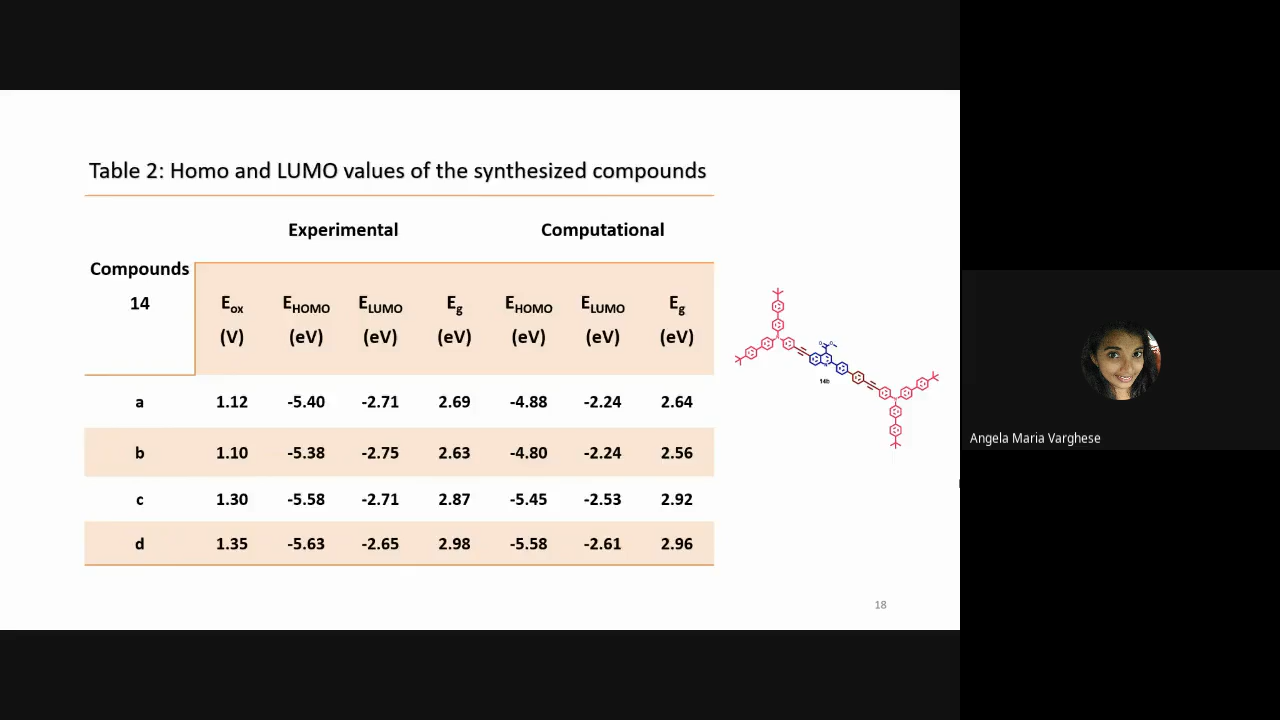 Table 2: Homo and LUMO values of the synthesized compounds
Experimental Computational
Compounds
14
Eox EHOMO ELUMO Eg EHOMO ELUMO Eg
(V) (eV) (eV) (eV) (eV) (eV) (eV)
a 1.12 -5.40 -2.71 2.69 -4.88 -2.24 2.64
b 1.10 -5.38 -2.75 2.63 -4.80 -2.24 2.56
c 1.30 -5.58 -2.71 2.87 -5.45 -2.53 2.92
d 1.35 -5.63 -2.65 2.98 -5.58 -2.61 2.96
14b
18
Angela Maria Varghese